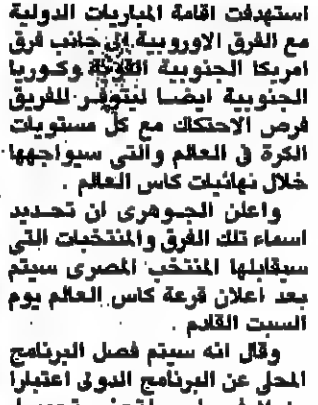 استهدفت اقامة المباريات الدولية
مع الفرق الاوروبية إلى جانب فرق
امريكا الجنوبية القوية وكوريا
الجنوبية ايضا ليتوفر للفريق
فرص الاحتكاك مع كل مستويات
الكرة في العالم والتي سيواجهها
خلال نهائيات كاس العالم .
واعلن الجوهرى ان تحديد
اسماء تلك الفرق والمنتخبات التي
سيقابلها المنتخب المصرى سيتم
بعد اعلان قرعة كاس العالم يوم
السبت القادم .
وقال انه سيتم فصل البرنامج
المحلى عن البرنامج الدولى اعتبارا